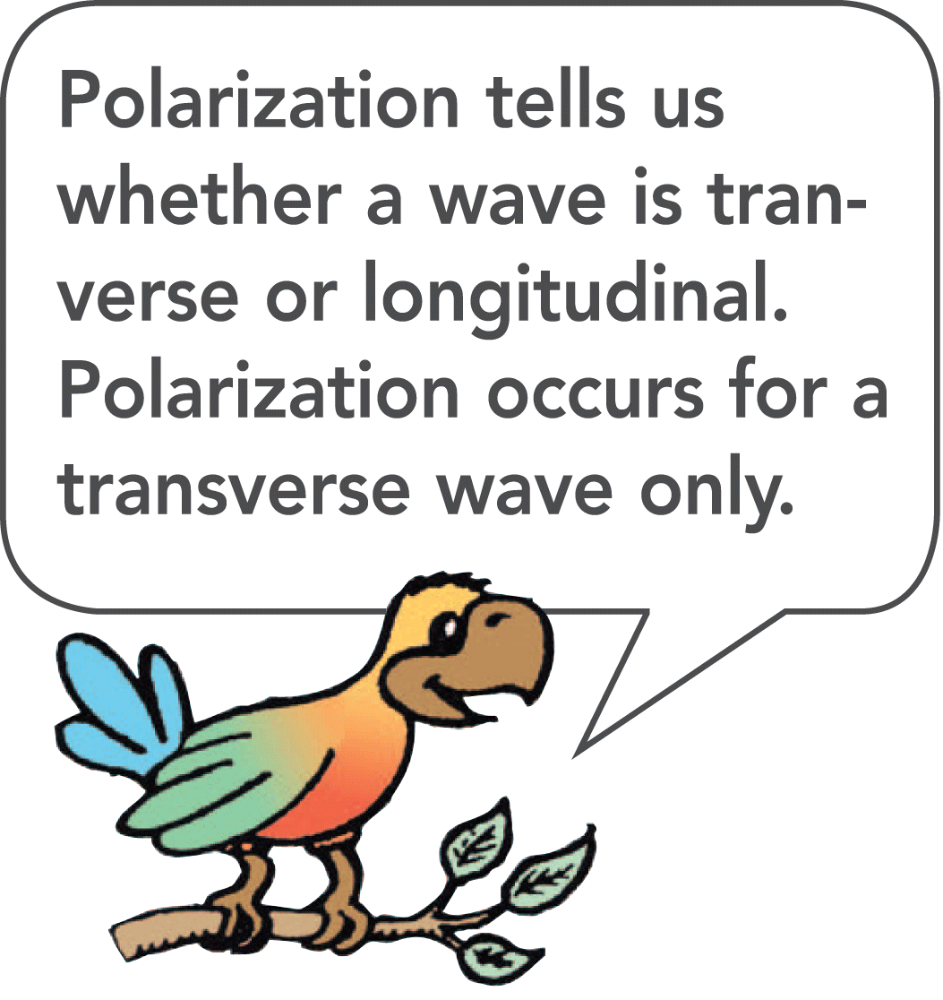 Polarization tells us
whether a wave is tran-
verse or longitudinal.
Polarization occurs for a
transverse wave only.